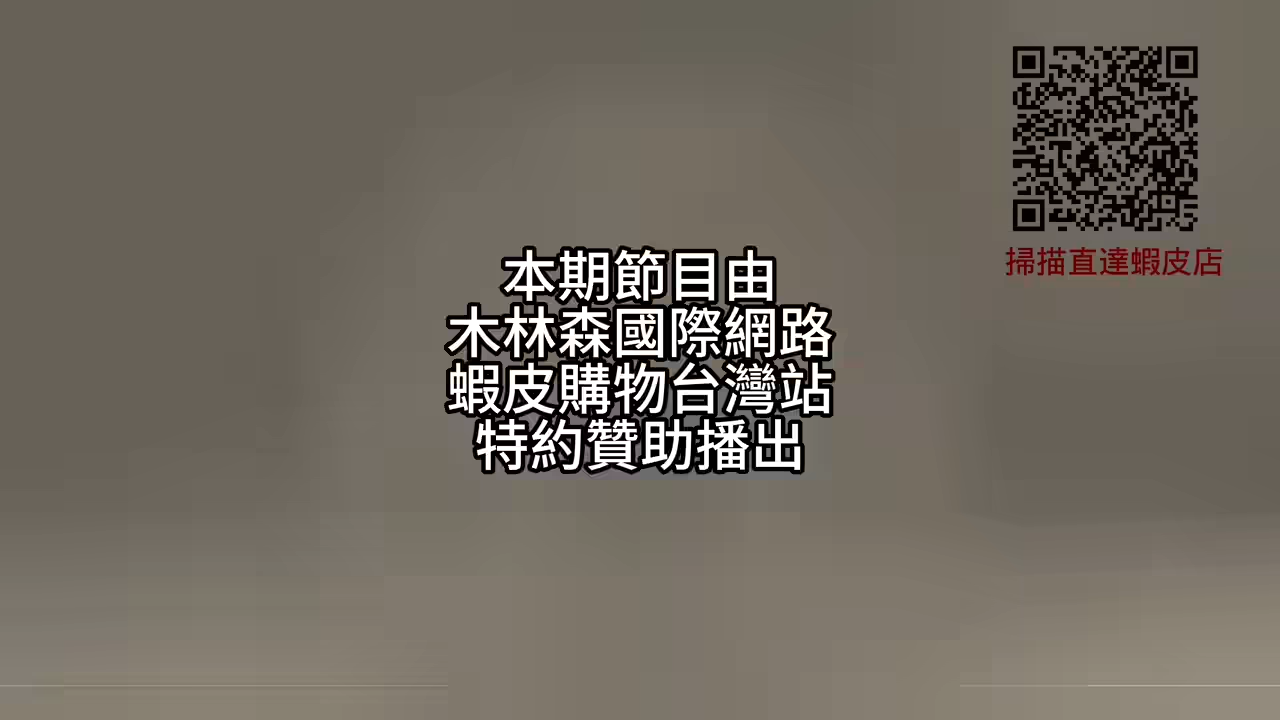 掃描直達蝦皮店
本期節目由
木林森國際網路
蝦皮購物台灣站
特約贊助播出